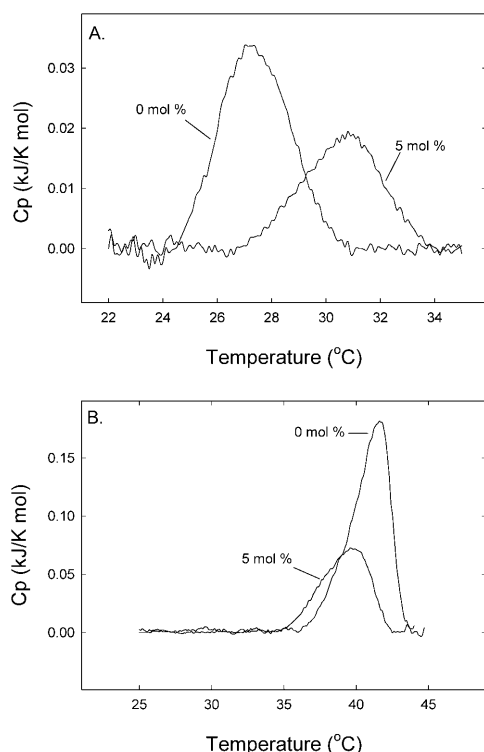 A.
0.03
0 mol %
0.02
5 mol %
0.01
0.00
Cp (kJ/K mol)
22 24 26 28 30 32 34
Temperature (°C)
B.
0 mol %
0.15
0.10
5 mol %
0.05
0.00
Cp (kJ/K mol)
25 30 35 40 45
Temperature (°C)